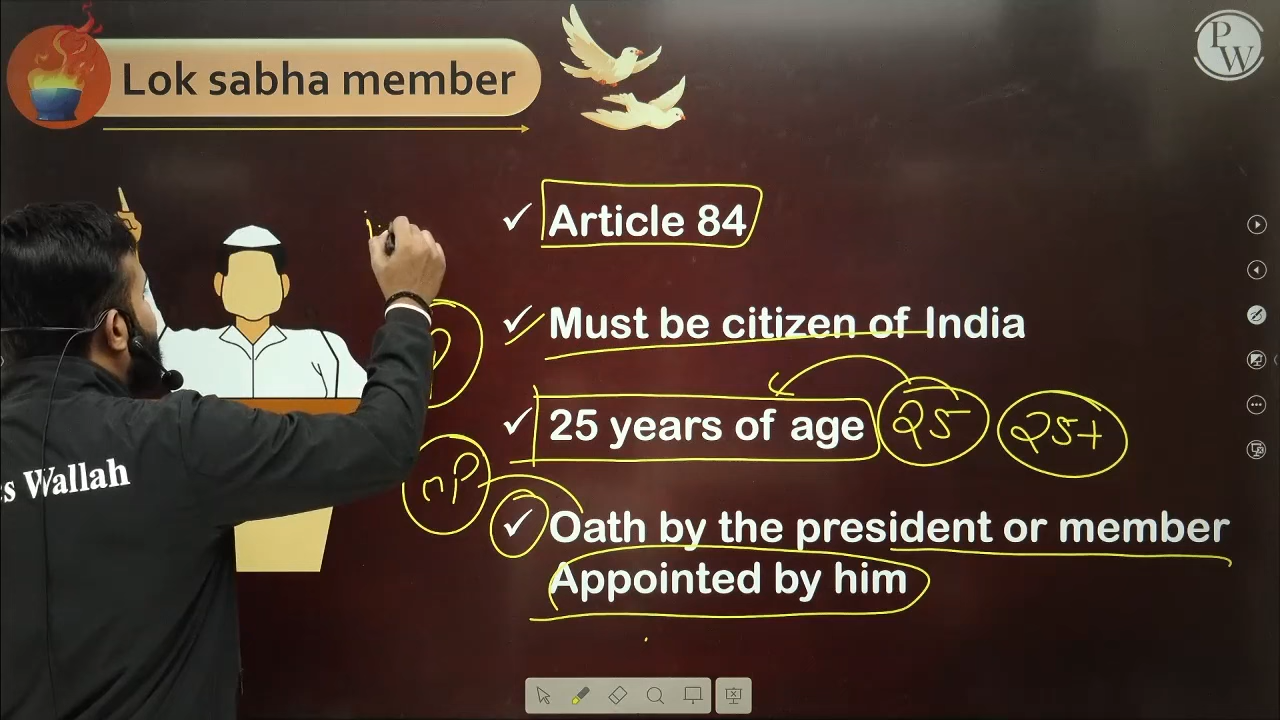 Lok sabha member
PW
✓ Article 84
✓ Must be citizen of India
✓ 25 years of age 25 25+
MP
✓ Oath by the president or member
Appointed by him
s Wallah